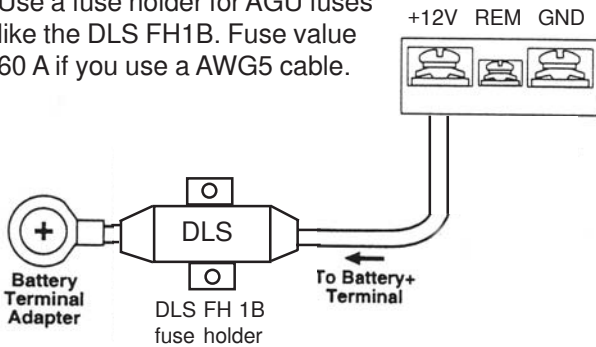 Use a fuse holder for AGU fuses
like the DLS FH1B. Fuse value
60 A if you use a AWG5 cable.
+12V REM GND
+
DLS
To Battery+
Terminal
Battery
Terminal
Adapter
DLS FH 1B
fuse holder